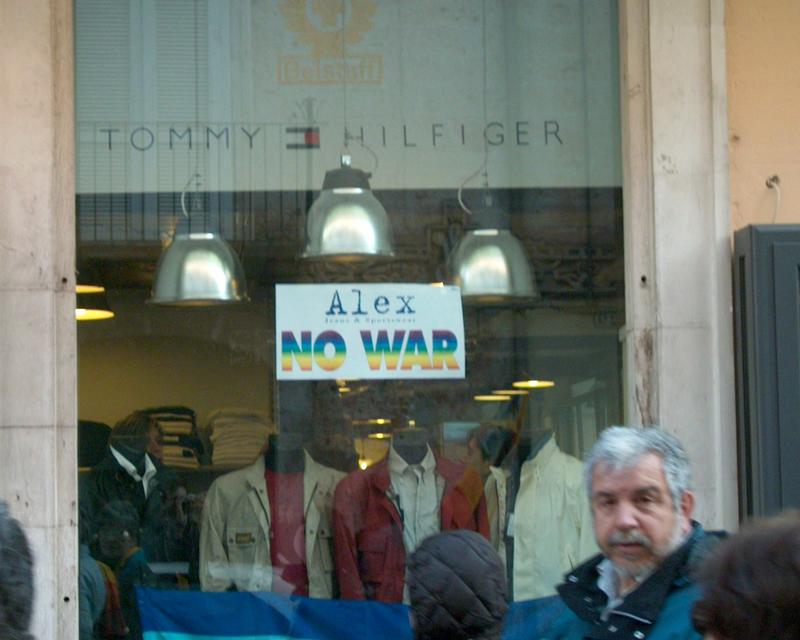 Belstaff
TOMMY HILFIGER
Alex
Jeans & Sportswear
NO WAR